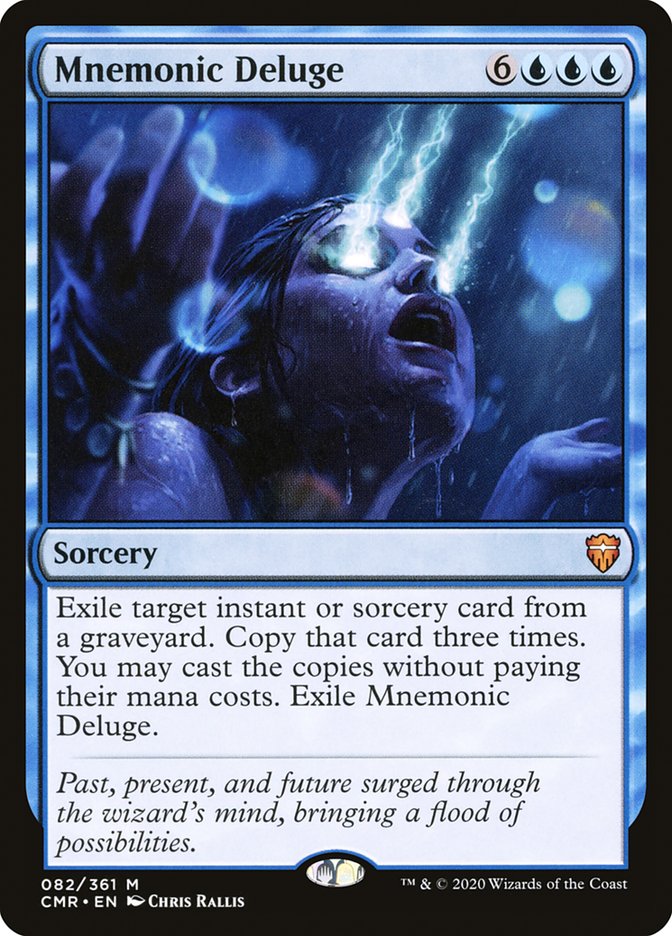 Mnemonic Deluge 6
Sorcery
Exile target instant or sorcery card from
a graveyard. Copy that card three times.
You may cast the copies without paying
their mana costs. Exile Mnemonic
Deluge.
Past, present, and future surged through
the wizard's mind, bringing a flood of
possibilities.
082/361 M
CMR • EN Chris Rallis
™ & © 2020 Wizards of the Coast